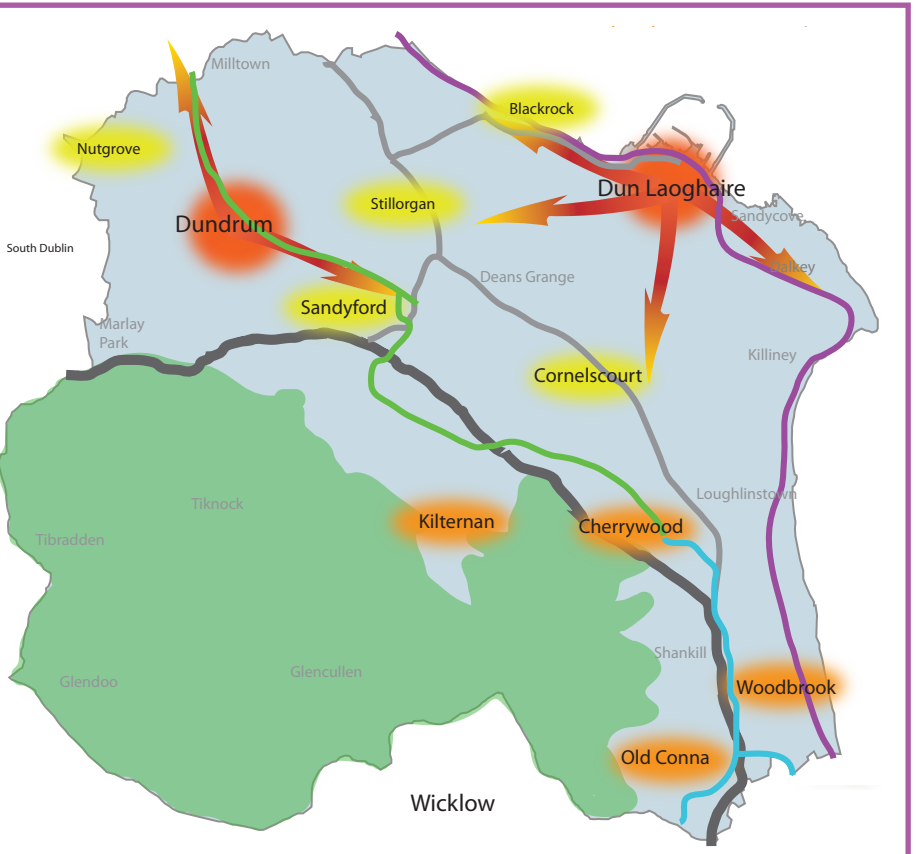 Milltown
Blackrock
Nutgrove
Dun Laoghaire
Stillorgan
Sandycove
Dundrum
South Dublin
Deans Grange
Dalkey
Sandyford
Marlay
Park
Killiney
Cornelscourt
Loughlinstown
Tiknock
Kilternan
Cherrywood
Tibradden
Shankill
Glencullen
Glendoo
Woodbrook
Old Conna
Wicklow